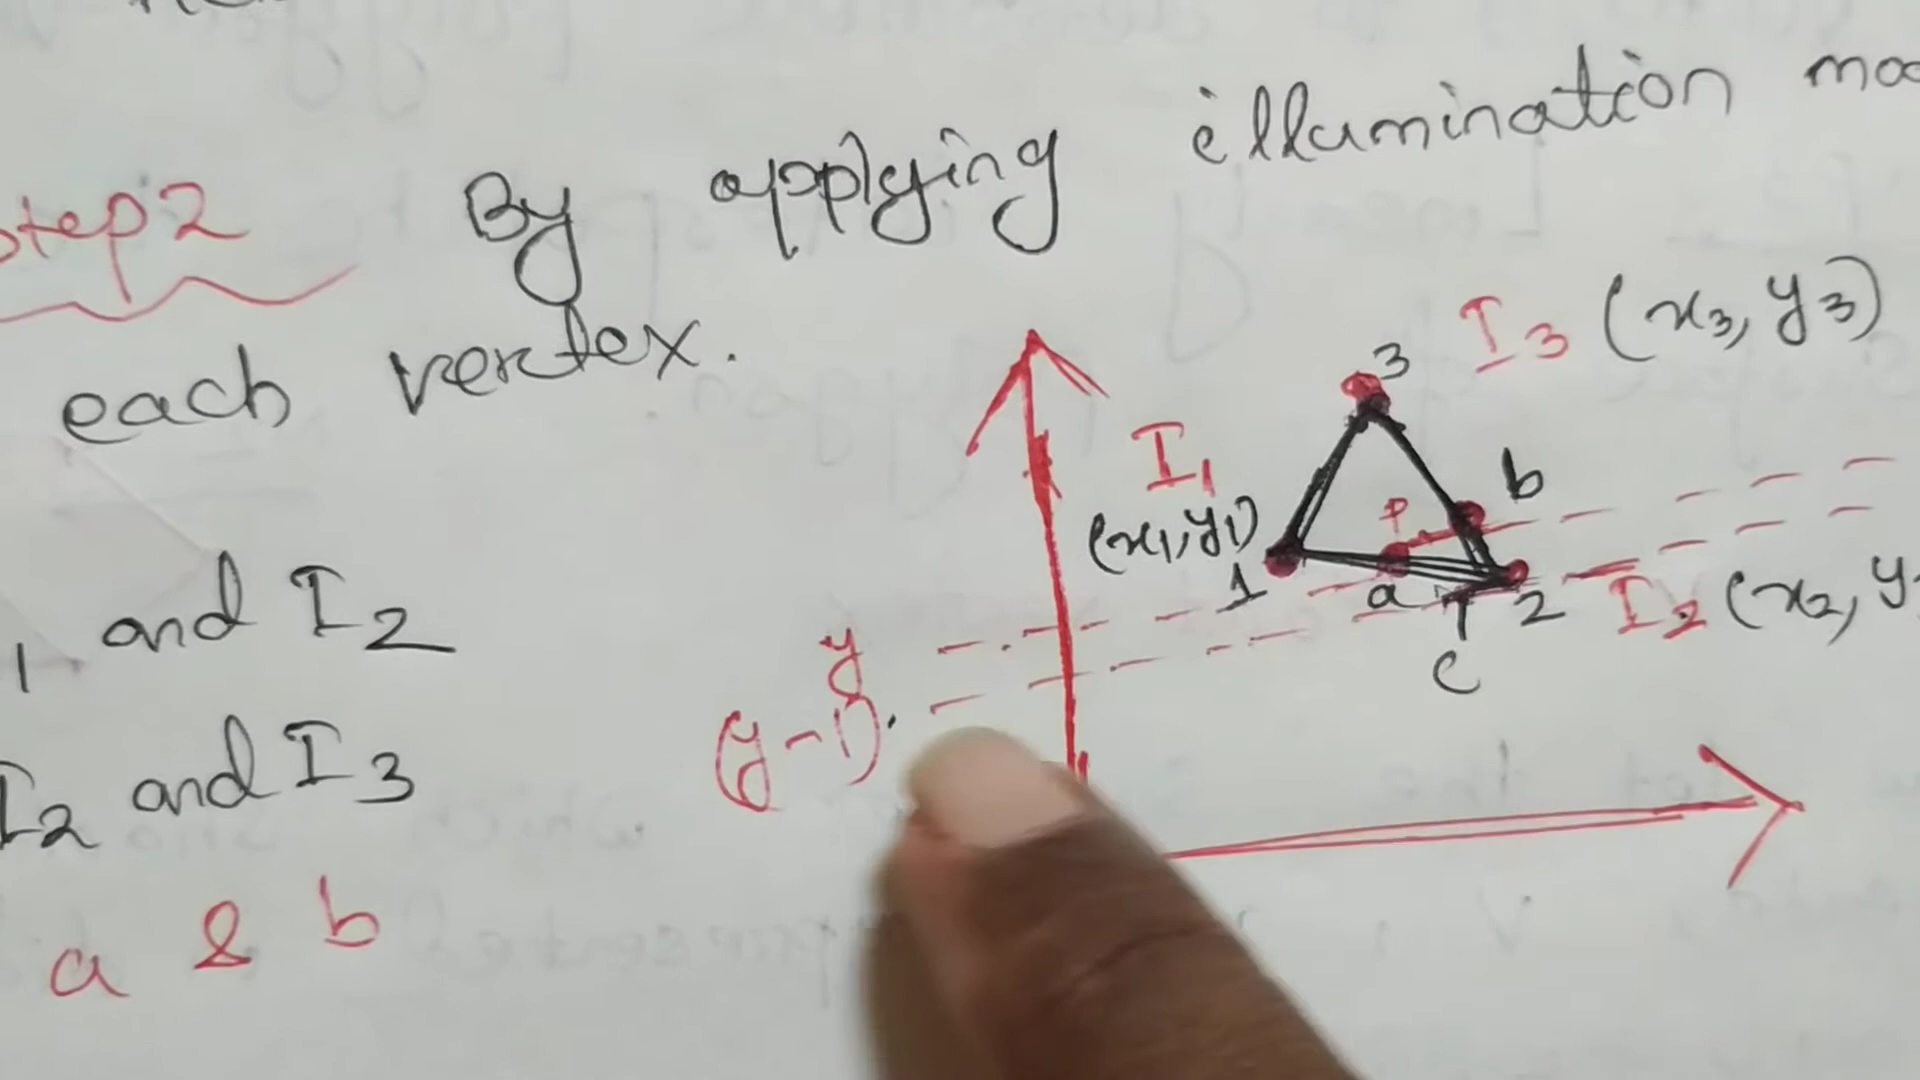 Step2 By applying illumination
each vertex.
I3 (x3, y3)
3
I1
b
(x1, y1)
P
1
a
2
I2 (x2, y
c
1 and I2
y
(y-1)
I2 and I3
a & b